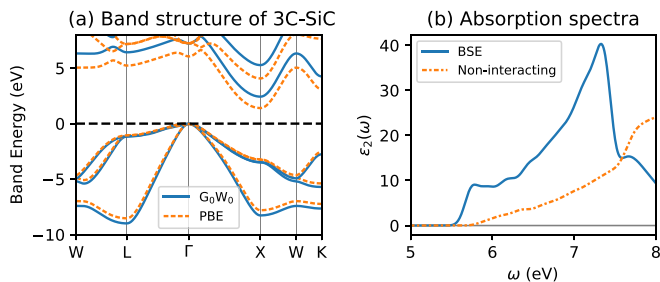 (a) Band structure of 3C-SiC
Band Energy (eV)
5
0
−5
−10
W L Γ X W K
G₀W₀
PBE
(b) Absorption spectra
ε₂(ω)
40
30
20
10
0
5 6 7 8
ω (eV)
BSE
Non-interacting